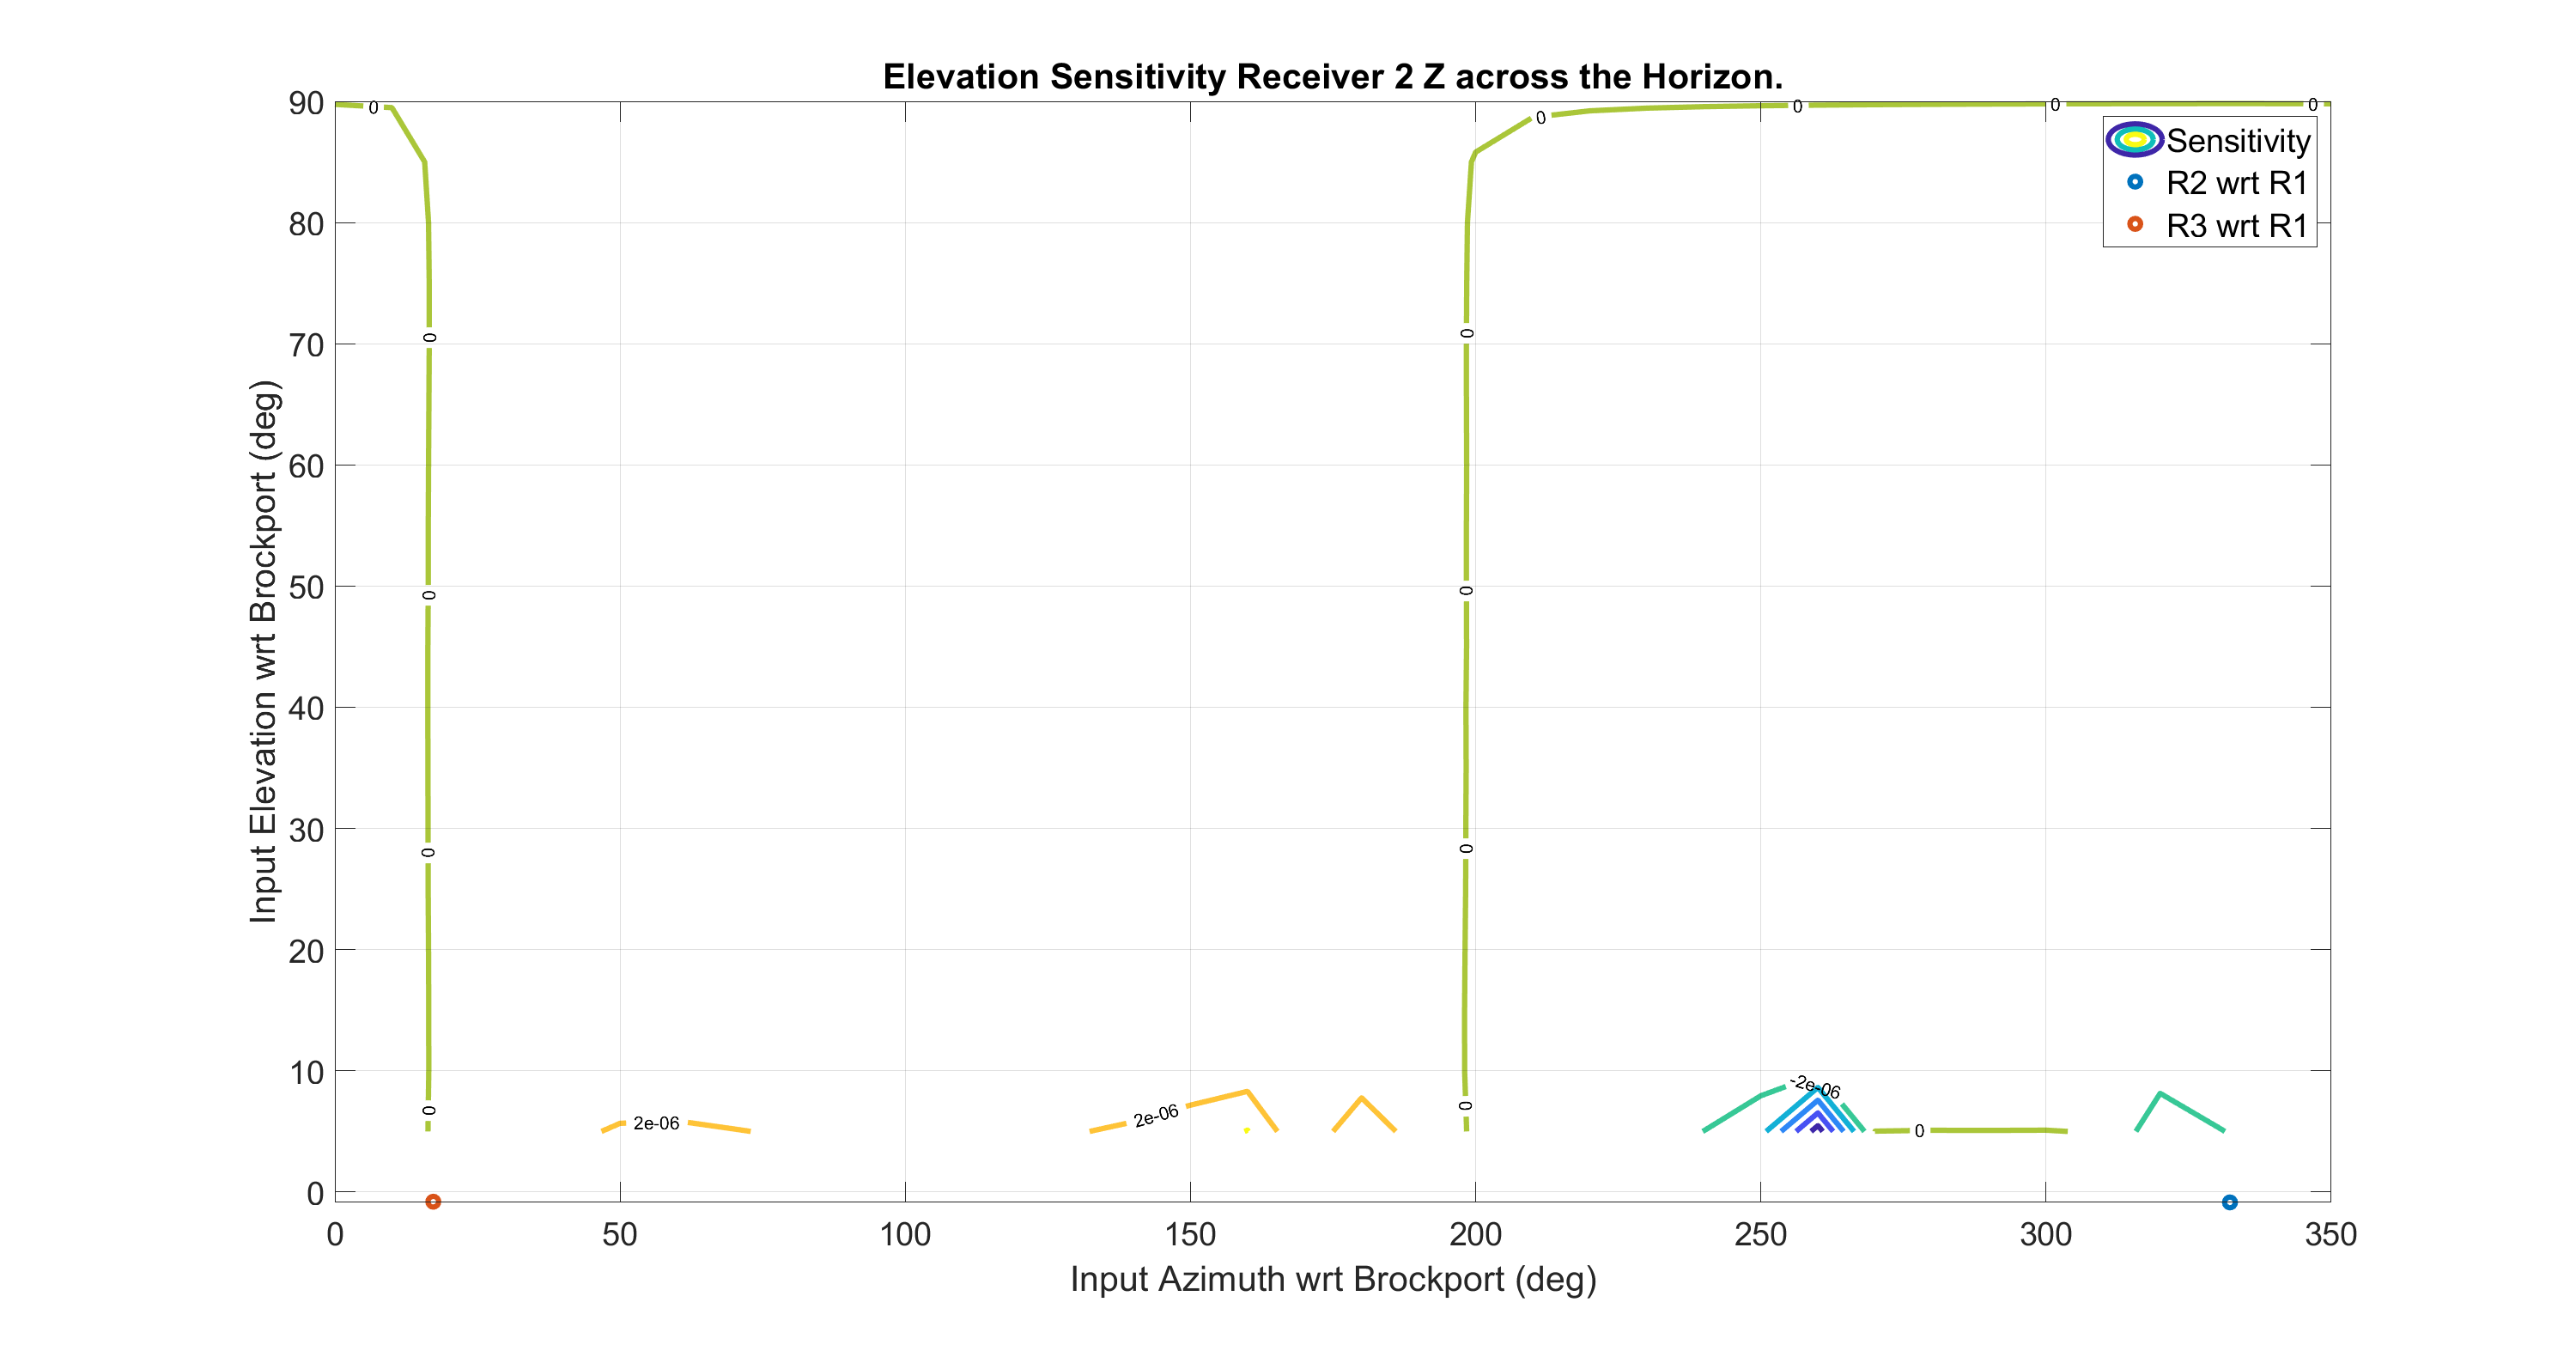 Elevation Sensitivity Receiver 2 Z across the Horizon.
90
80
70
60
50
40
30
20
10
0
Input Elevation wrt Brockport (deg)
0
0
0
0
0
0
0
0
0
0
0
0
0
0
2e-06
2e-06
-2e-06
0
Sensitivity
R2 wrt R1
R3 wrt R1
0 50 100 150 200 250 300 350
Input Azimuth wrt Brockport (deg)